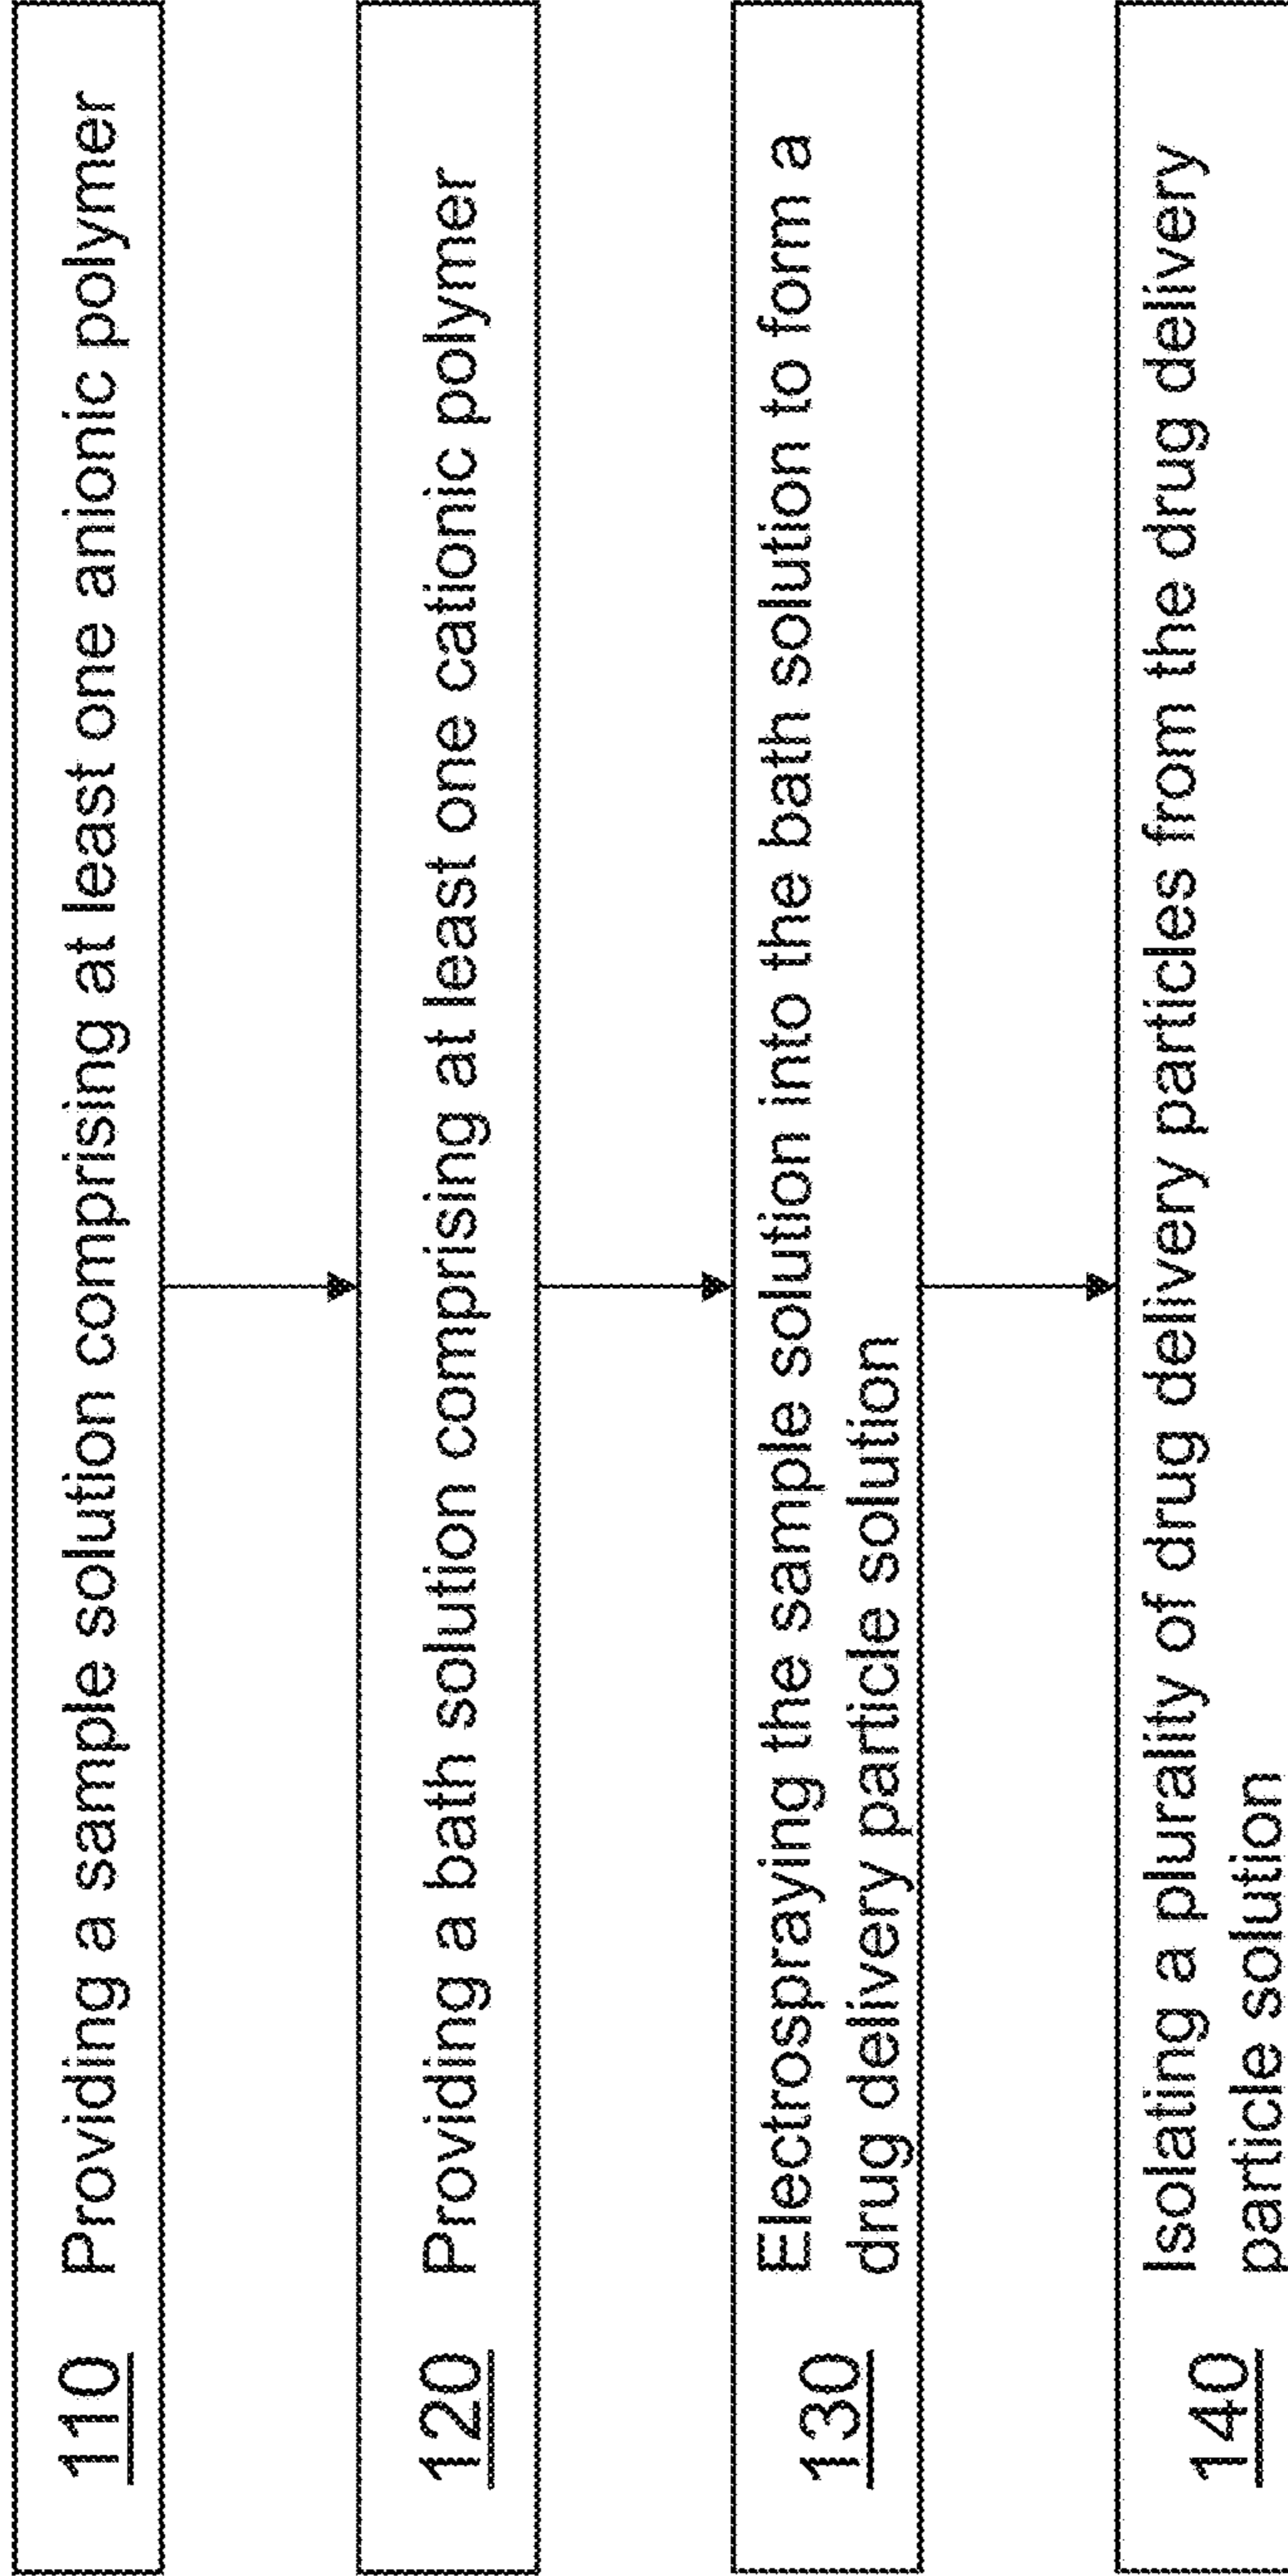 110 Providing a sample solution comprising at least one anionic polymer
120 Providing a bath solution comprising at least one cationic polymer
130 Electrospraying the sample solution into the bath solution to form a
drug delivery particle solution
140 Isolating a plurality of drug delivery particles from the drug delivery
particle solution